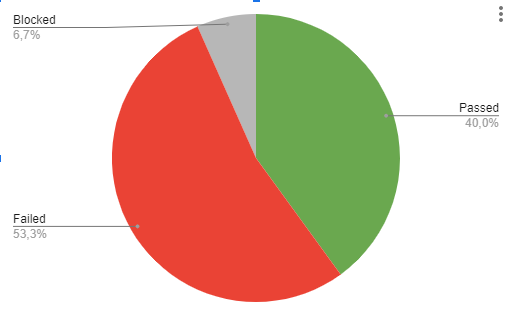 Blocked
6,7%
Passed
40,0%
Failed
53,3%